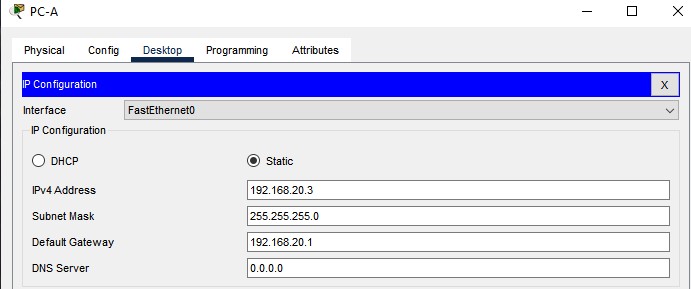 PC-A
Physical Config Desktop Programming Attributes
IP Configuration X
Interface FastEthernet0
IP Configuration
DHCP Static
IPv4 Address 192.168.20.3
Subnet Mask 255.255.255.0
Default Gateway 192.168.20.1
DNS Server 0.0.0.0